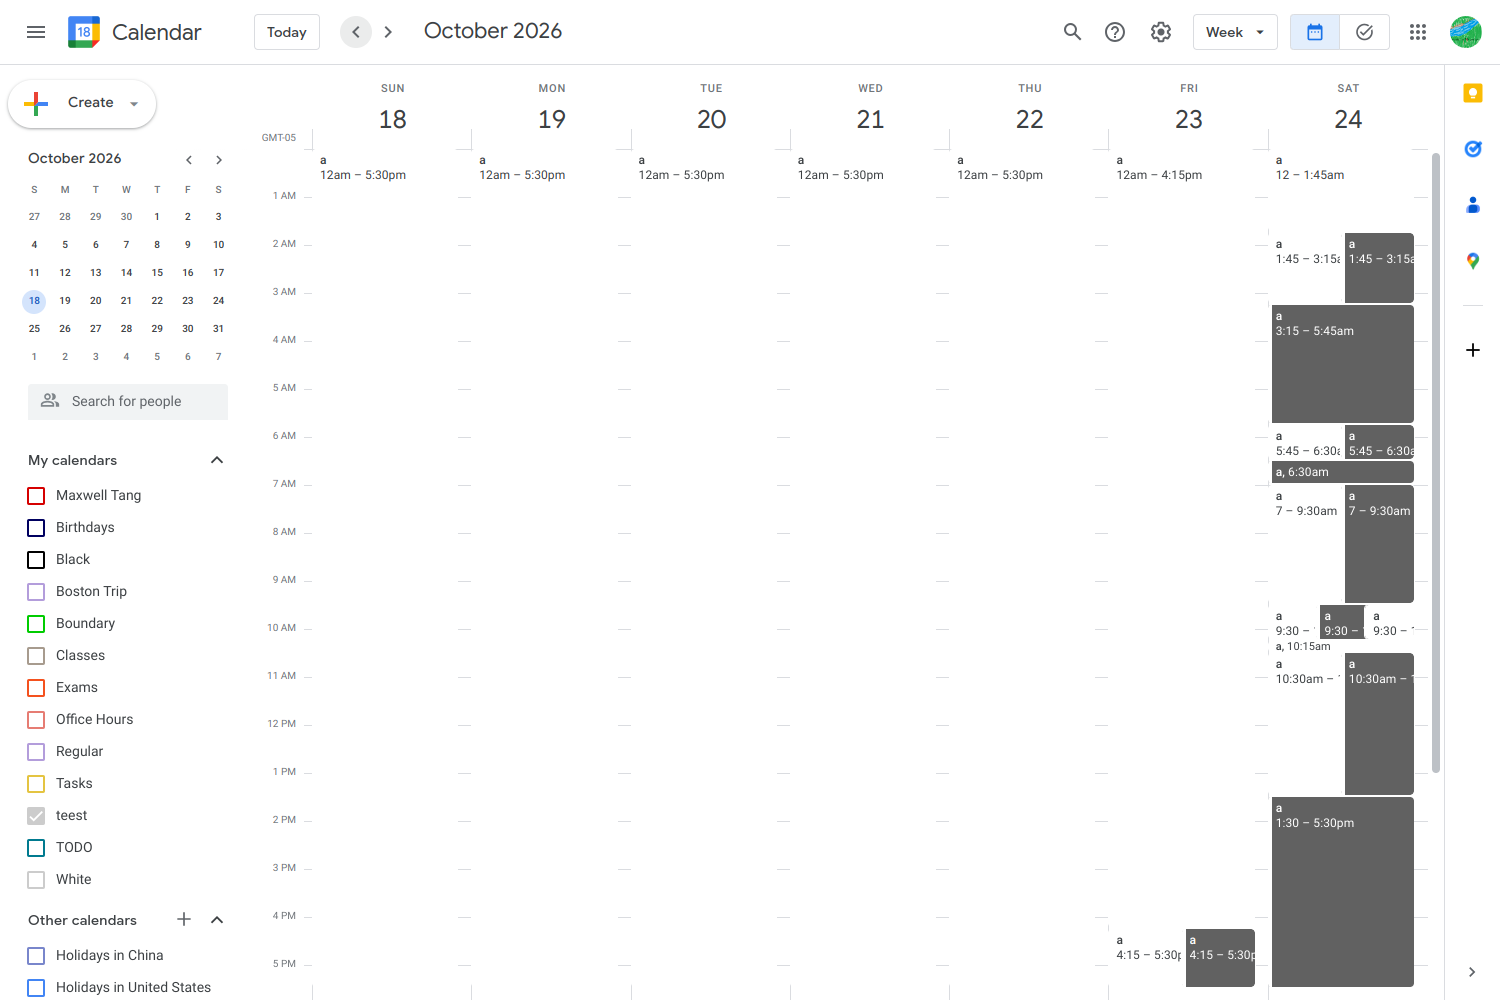 18 Calendar Today October 2026 Week
Create
SUN MON TUE WED THU FRI SAT
18 19 20 21 22 23 24
GMT-05
October 2026
S M T W T F S
27 28 29 30 1 2 3
4 5 6 7 8 9 10
11 12 13 14 15 16 17
18 19 20 21 22 23 24
25 26 27 28 29 30 31
1 2 3 4 5 6 7
Search for people
My calendars
Maxwell Tang
Birthdays
Black
Boston Trip
Boundary
Classes
Exams
Office Hours
Regular
Tasks
teest
TODO
White
Other calendars
Holidays in China
Holidays in United States
1 AM
2 AM
3 AM
4 AM
5 AM
6 AM
7 AM
8 AM
9 AM
10 AM
11 AM
12 PM
1 PM
2 PM
3 PM
4 PM
5 PM
a
12am – 5:30pm
a
12am – 5:30pm
a
12am – 5:30pm
a
12am – 5:30pm
a
12am – 5:30pm
a
12am – 4:15pm
a
4:15 – 5:30p
a
4:15 – 5:30p
a
12 – 1:45am
a
1:45 – 3:15a
a
1:45 – 3:15a
a
3:15 – 5:45am
a
5:45 – 6:30a
a
5:45 – 6:30a
a, 6:30am
a
7 – 9:30am
a
7 – 9:30am
a
9:30 –
a
9:30 –
a
9:30 –
a, 10:15am
a
10:30am –
a
10:30am –
a
1:30 – 5:30pm